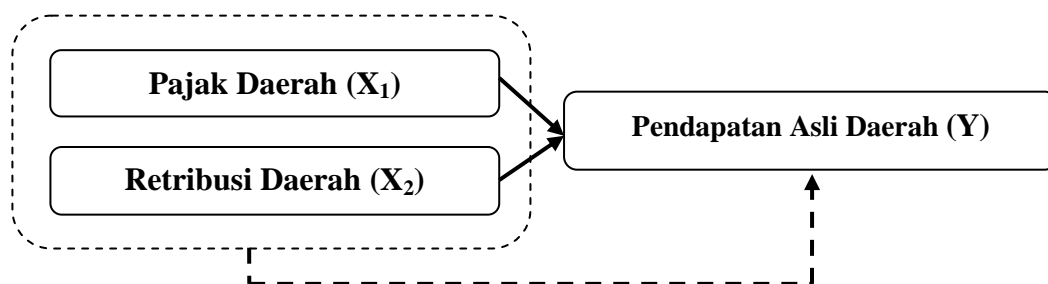 Pajak Daerah (X₁)
Pendapatan Asli Daerah (Y)
Retribusi Daerah (X₂)